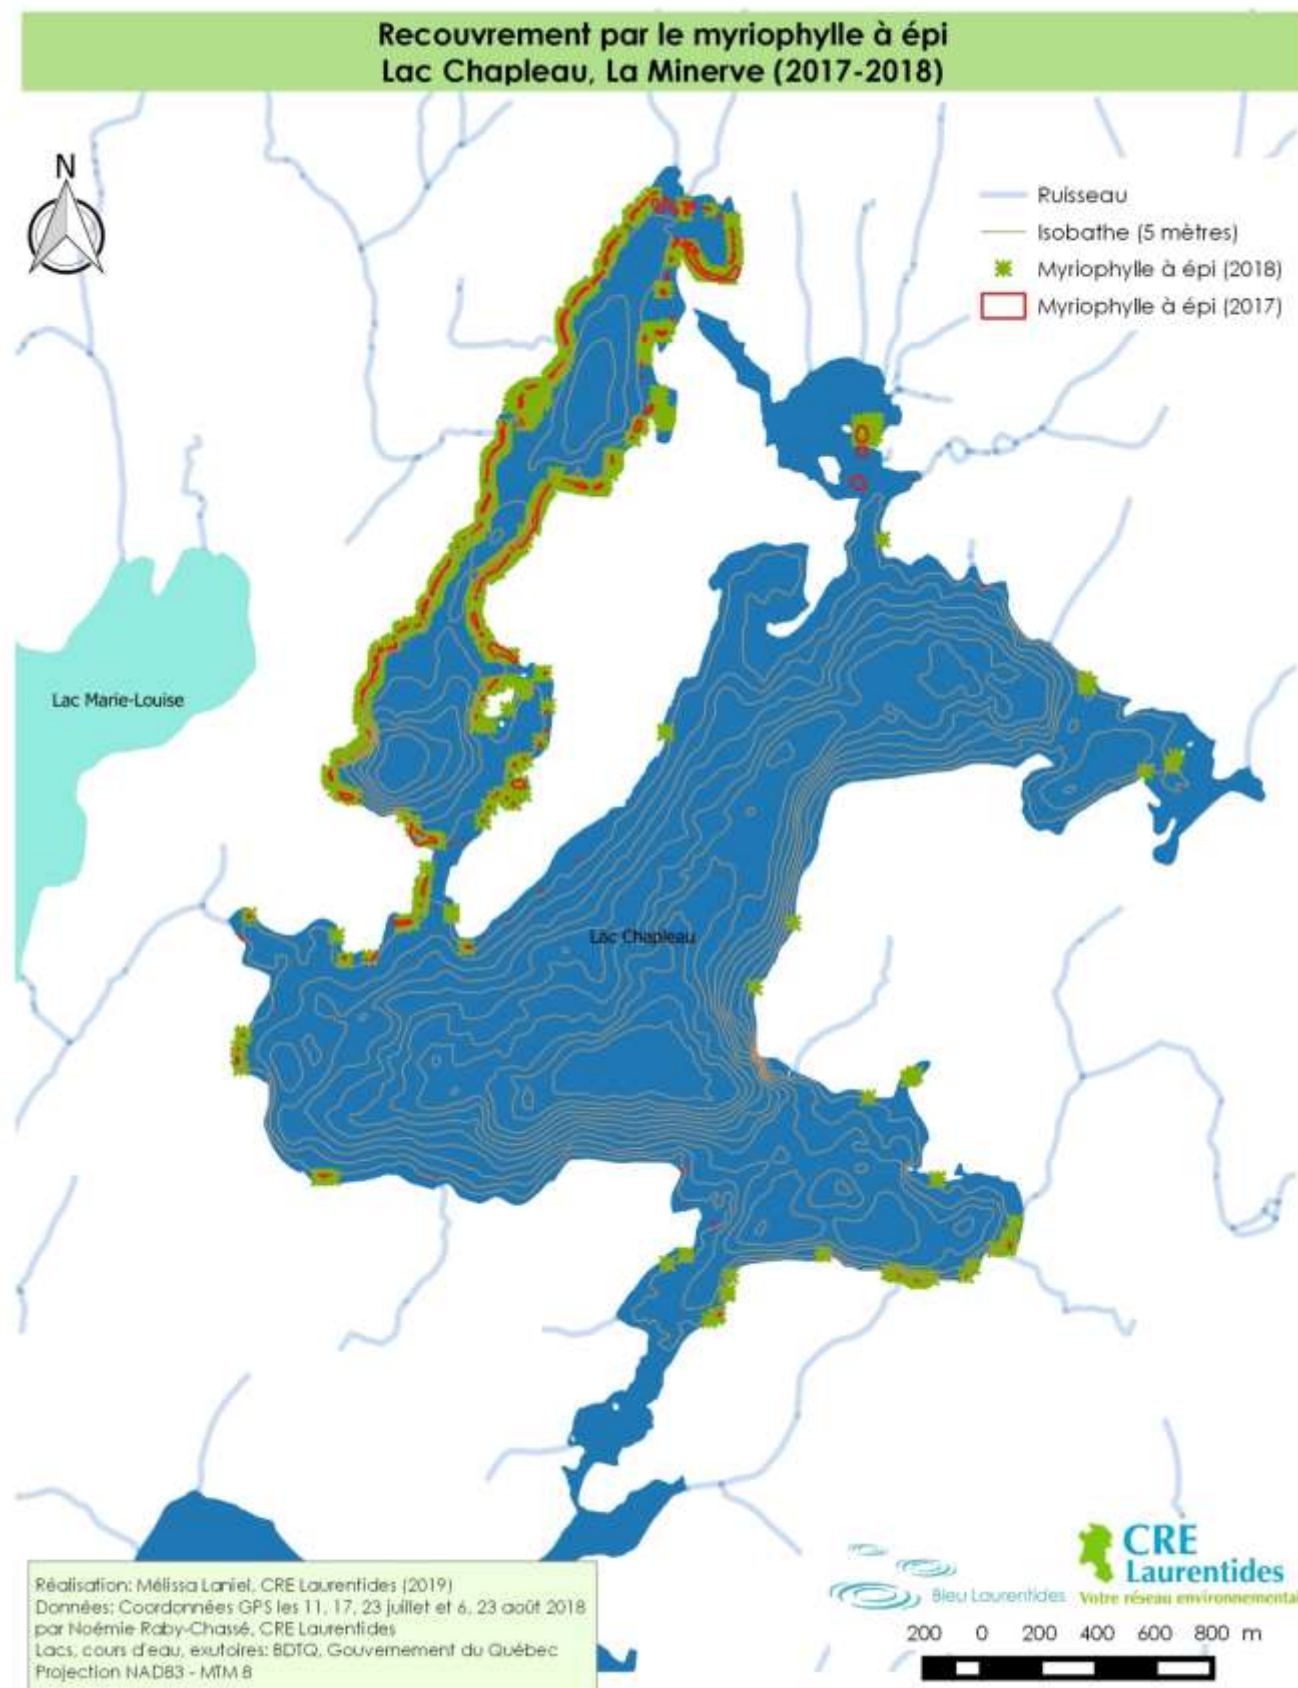 Recouvrement par le myriophylle à épi
Lac Chapleau, La Minerve (2017-2018)
N
Ruisseau
Isobathe (5 mètres)
Myriophylle à épi (2018)
Myriophylle à épi (2017)
Lac Marie-Louise
Lac Chapleau
Réalisation: Mélissa Laniel, CRE Laurentides (2019)
Données: Coordonnées GPS les 11, 17, 23 juillet et 6, 23 août 2018
par Noémie Raby-Chassé, CRE Laurentides
Lacs, cours d'eau, exutoires: BDTQ, Gouvernement du Québec
Projection NAD83 - MTM 8
Bleu Laurentides
CRE
Laurentides
Votre réseau environnemental
200 0 200 400 600 800 m